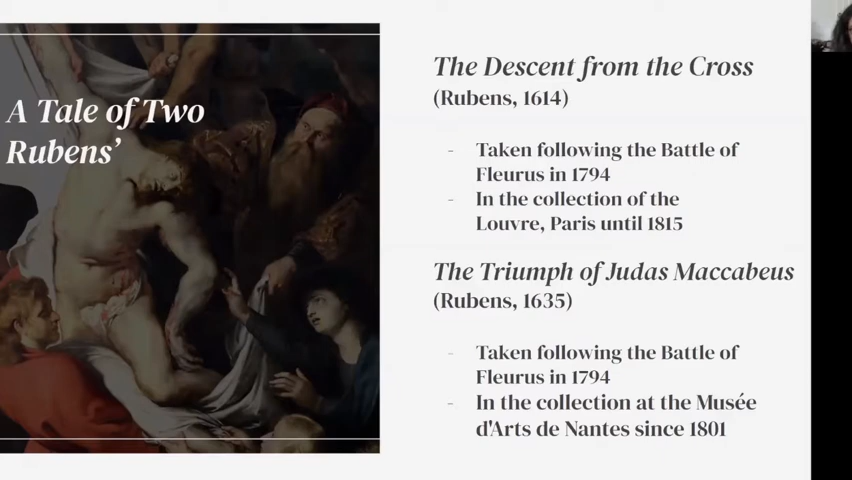 A Tale of Two
Rubens’
The Descent from the Cross
(Rubens, 1614)
- Taken following the Battle of
Fleurus in 1794
- In the collection of the
Louvre, Paris until 1815
The Triumph of Judas Maccabeus
(Rubens, 1635)
- Taken following the Battle of
Fleurus in 1794
- In the collection at the Musée
d'Arts de Nantes since 1801